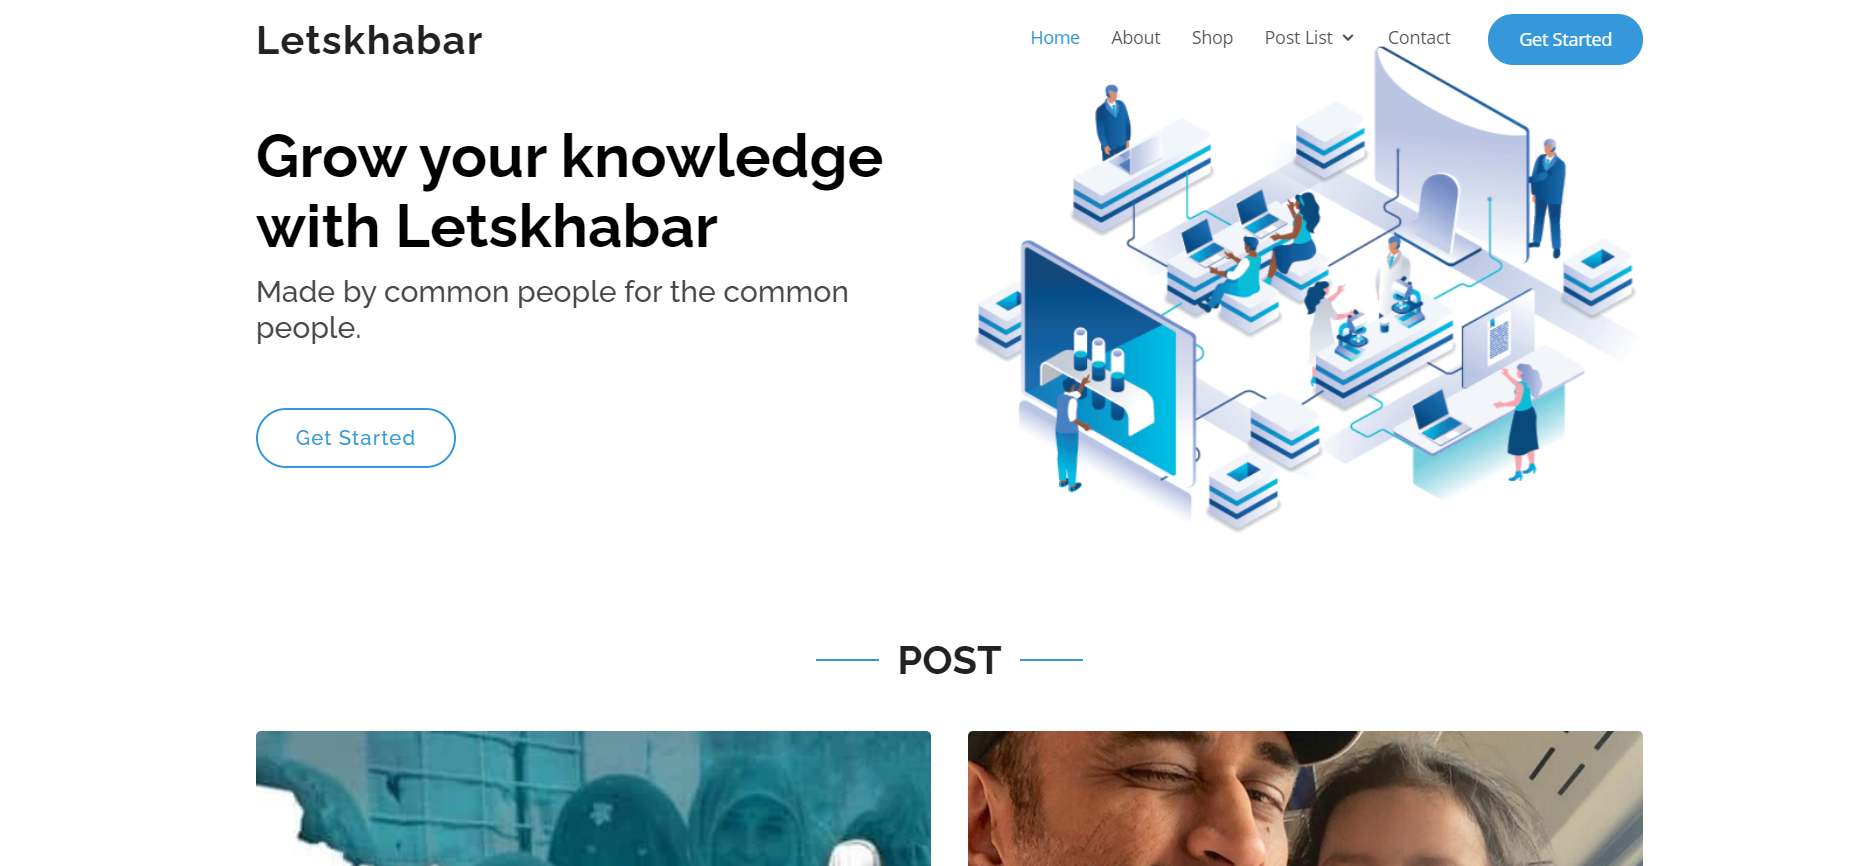 Letskhabar
Home About Shop Post List Contact Get Started
Grow your knowledge
with Letskhabar
Made by common people for the common
people.
Get Started
POST